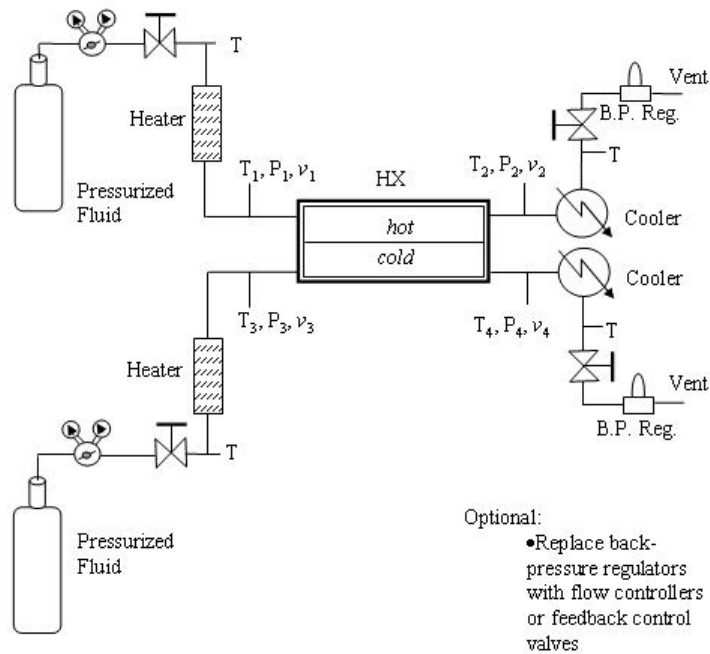 T
Vent
B.P. Reg.
Heater
T
Pressurized
Fluid
T₁, P₁, v₁
HX
T₂, P₂, v₂
Cooler
hot
cold
Cooler
T₃, P₃, v₃
T₄, P₄, v₄
T
Heater
Vent
B.P. Reg.
T
Pressurized
Fluid
Optional:
•Replace back-
pressure regulators
with flow controllers
or feedback control
valves